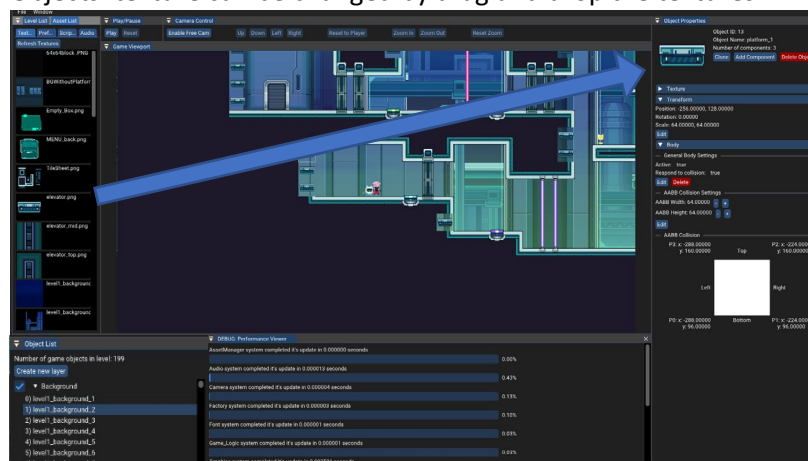 File Window
Level List Asset List
Play/Pause
Camera Control
Object Properties
Text... Pref... Scrip... Audio
Play Reset
Enable Free Cam Up Down Left Right Reset to Player Zoom In Zoom Out Reset Zoom
Refresh Textures
Game Viewport
64x64block .PNG
BGWithoutPlatforr
Empty_Box.png
MENU_back.png
TileSheet.png
elevator.png
elevator_mid.png
elevator_top.png
level1_background
level1_background
Object ID: 13
Object Name: platform_1
Number of components: 3
Clone Add Component Delete Obje
Texture
Transform
Position: -256.00000, 128.00000
Rotation: 0.00000
Scale: 64.00000, 64.00000
Edit
Body
General Body Settings
Active : true
Respond to collision: true
Edit Delete
AABB Collision Settings
AABB Width: 64.00000 - +
AABB Height: 64.00000 - +
Edit
AABB Collision
P3: x: -288.00000 P2: x: -224.000
y: 160.00000 Top y: 160.00000
Left Right
P0: x: -288.00000 Bottom P1: x: -224.000
y: 96.00000 y: 96.00000
Object List
Number of game objects in level: 199
Create new layer
Background
0) level1_background_1
1) level1_background_2
2) level1_background_3
3) level1_background_4
4) level1_background_5
5) level1_background_6
DEBUG: Performance Viewer
AssetManager system completed it's update in 0.000000 seconds
0.00%
Audio system completed it's update in 0.000013 seconds
0.43%
Camera system completed it's update in 0.000004 seconds
0.13%
Factory system completed it's update in 0.000003 seconds
0.10%
Font system completed it's update in 0.000001 seconds
0.03%
Game_Logic system completed it's update in 0.000001 seconds
0.03%